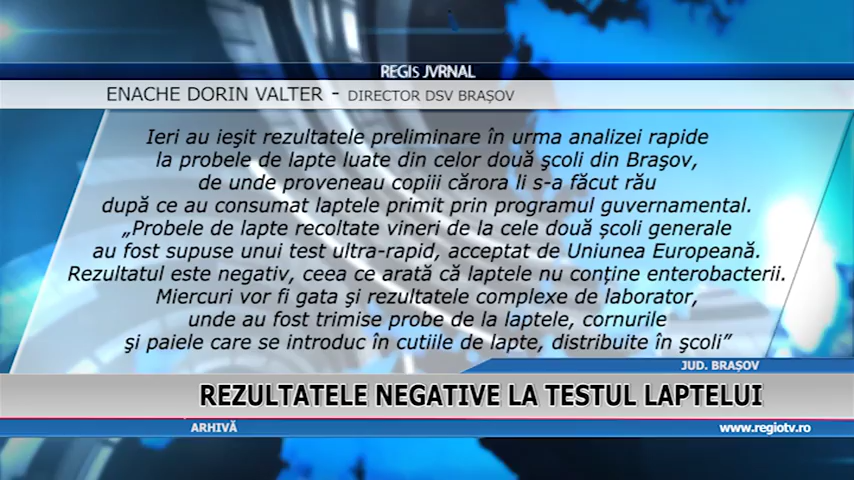 REGIS JVRNAL
ENACHE DORIN VALTER - DIRECTOR DSV BRAȘOV
Ieri au ieşit rezultatele preliminare în urma analizei rapide
la probele de lapte luate din celor două şcoli din Braşov,
de unde proveneau copiii cărora li s-a făcut rău
după ce au consumat laptele primit prin programul guvernamental.
„Probele de lapte recoltate vineri de la cele două școli generale
au fost supuse unui test ultra-rapid, acceptat de Uniunea Europeană.
Rezultatul este negativ, ceea ce arată că laptele nu conține enterobacterii.
Miercuri vor fi gata şi rezultatele complexe de laborator,
unde au fost trimise probe de la laptele, cornurile
şi paiele care se introduc în cutiile de lapte, distribuite în şcoli”
JUD. BRAȘOV
REZULTATELE NEGATIVE LA TESTUL LAPTELUI
ARHIVĂ
www.regiotv.ro